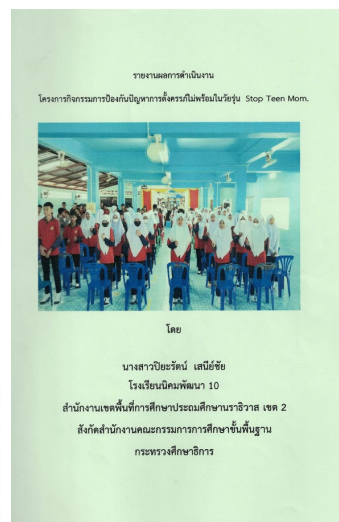 รายงานผลการดำเนินงาน
โครงการกิจกรรมการป้องกันปัญหาการตั้งครรภ์ไม่พร้อมในวัยรุ่น Stop Teen Mom.
โดย
นางสาวปิยะรัตน์ เสนีย์ชัย
โรงเรียนนิคมพัฒนา 10
สำนักงานเขตพื้นที่การศึกษาประถมศึกษานราธิวาส เขต 2
สังกัดสำนักงานคณะกรรมการการศึกษาขั้นพื้นฐาน
กระทรวงศึกษาธิการ